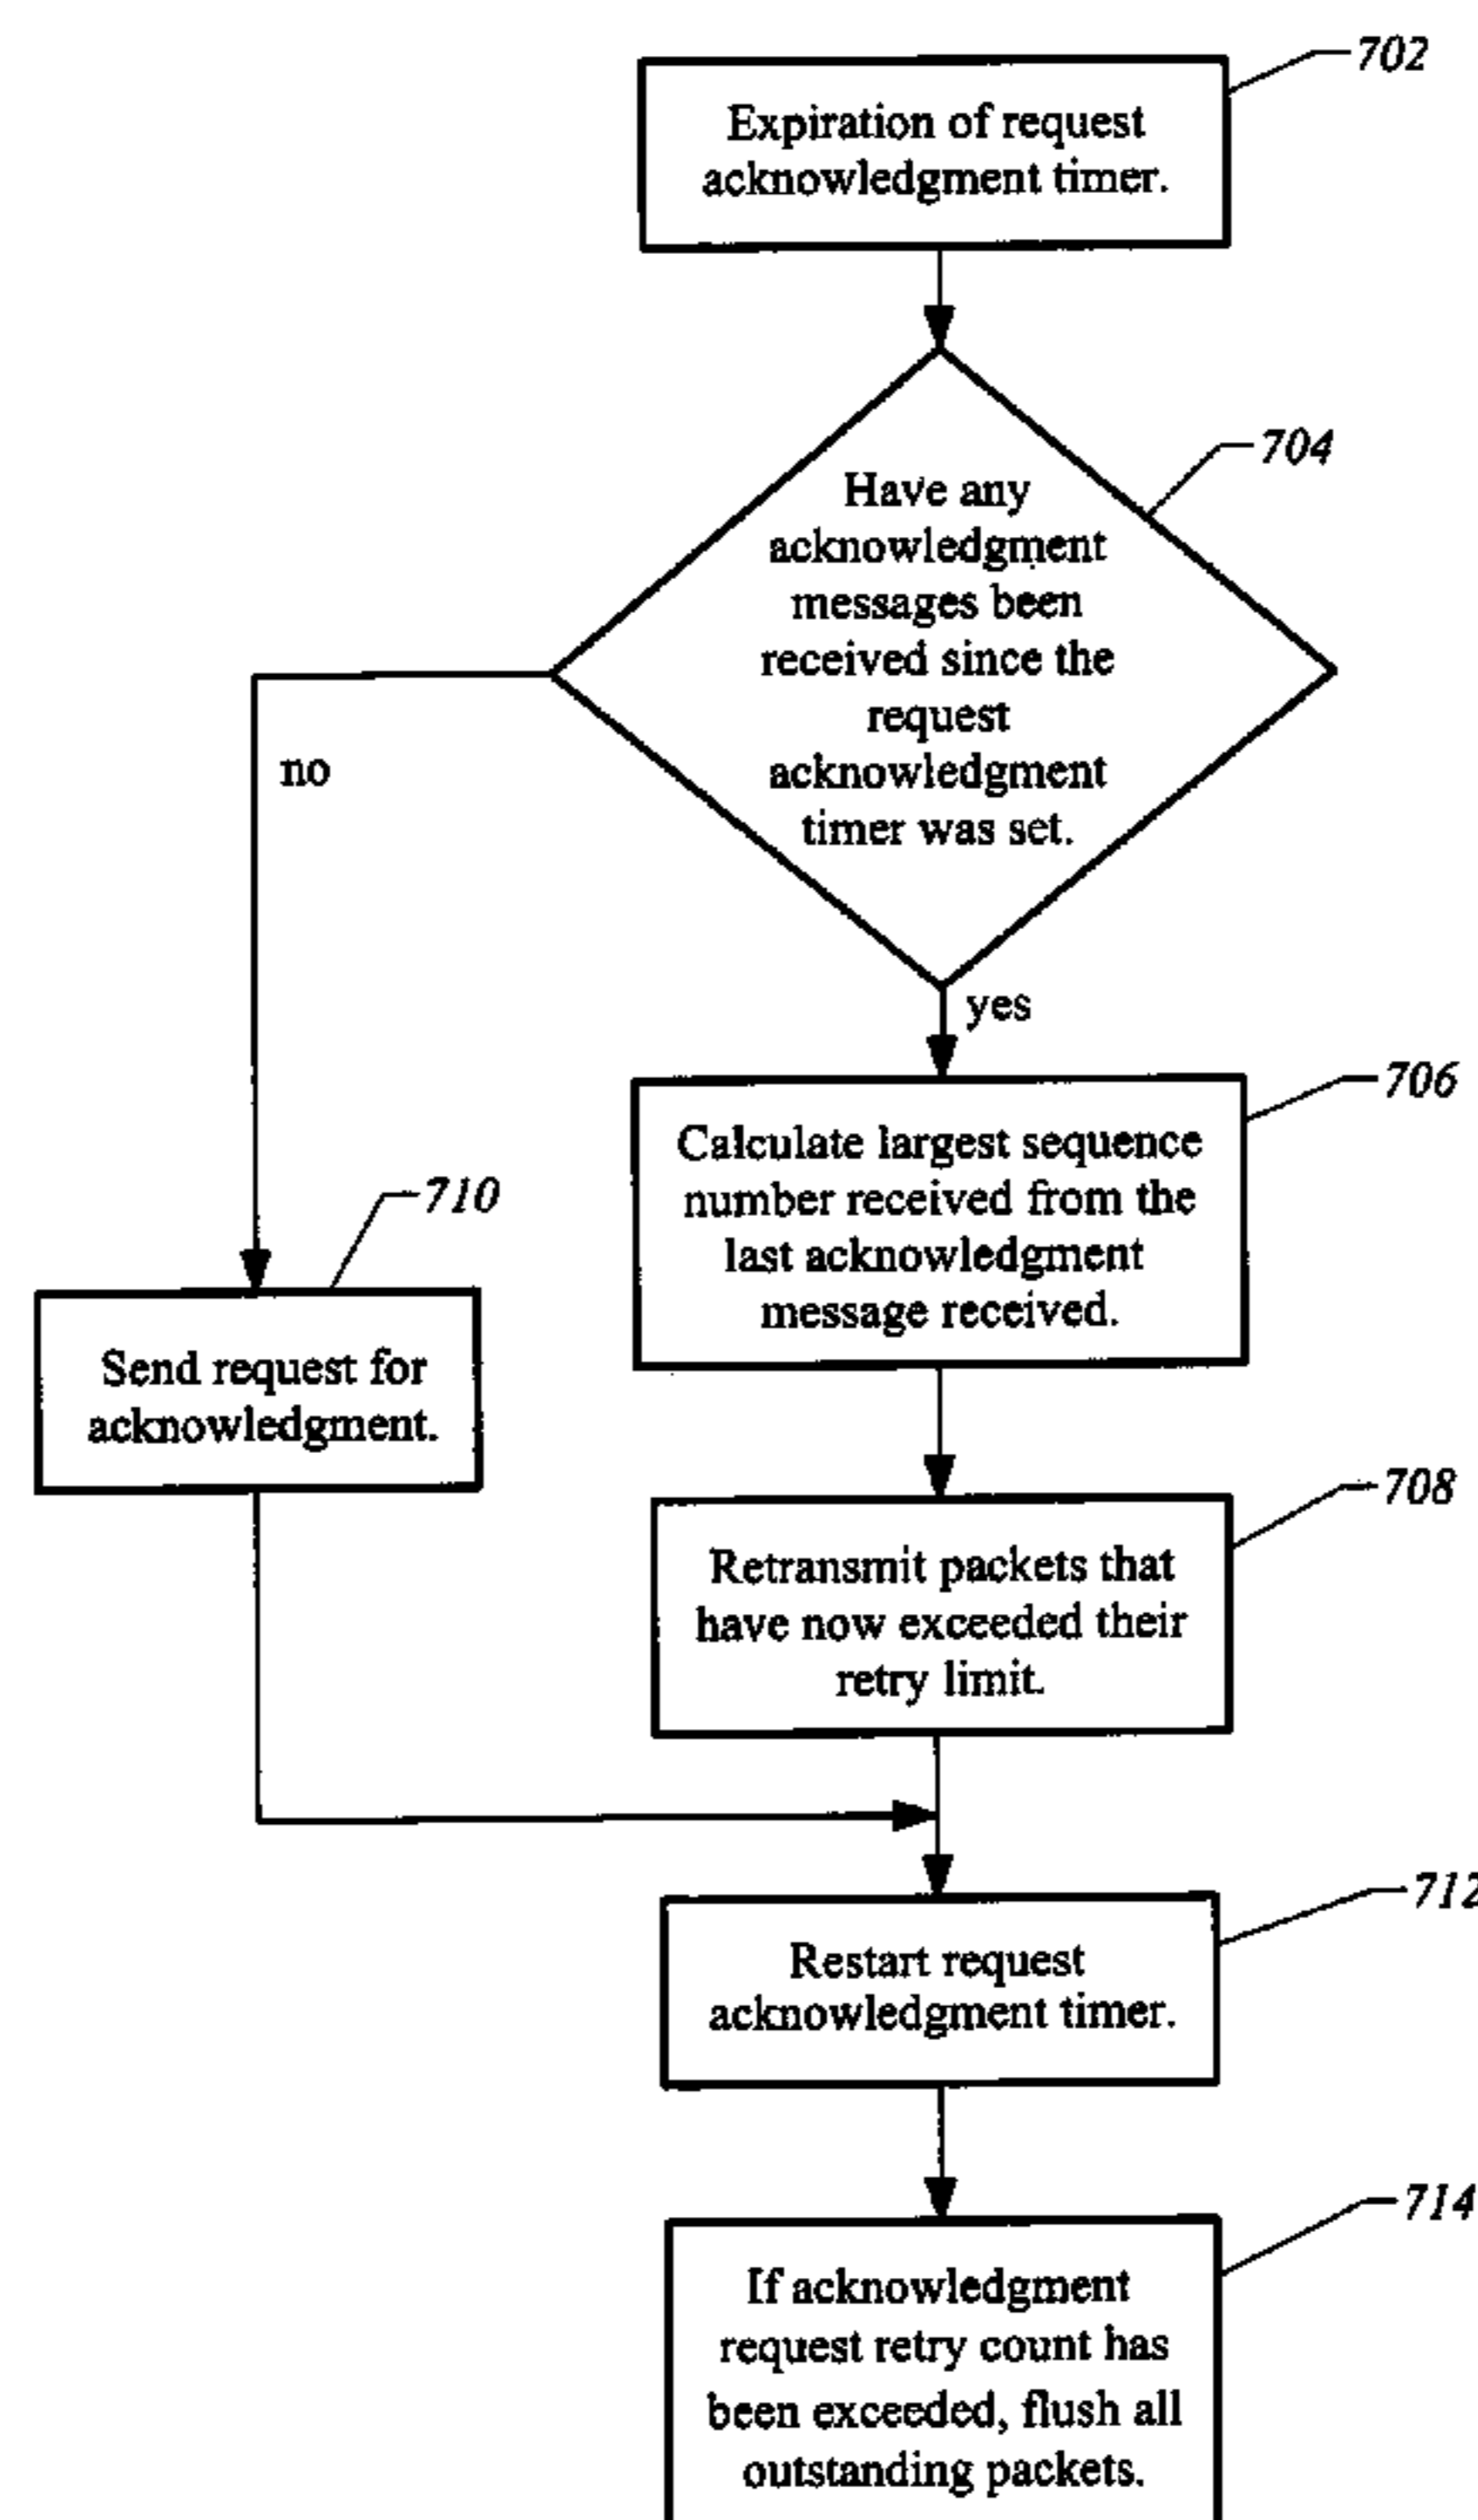 702
Expiration of request
acknowledgment timer.
704
Have any
acknowledgment
messages been
received since the
request
acknowledgment
timer was set.
no
yes
706
Calculate largest sequence
number received from the
last acknowledgment
message received.
710
Send request for
acknowledgment.
708
Retransmit packets that
have now exceeded their
retry limit.
712
Restart request
acknowledgment timer.
714
If acknowledgment
request retry count has
been exceeded, flush all
outstanding packets.